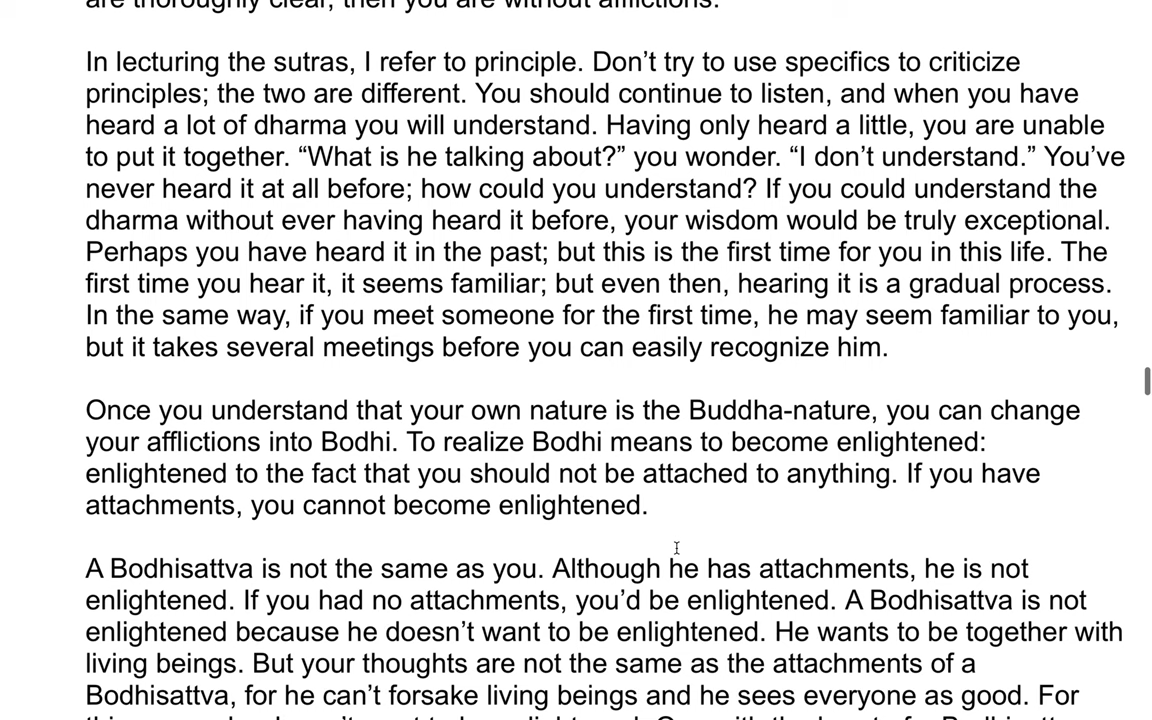 are thoroughly clear, then you are without afflictions.
In lecturing the sutras, I refer to principle. Don’t try to use specifics to criticize
principles; the two are different. You should continue to listen, and when you have
heard a lot of dharma you will understand. Having only heard a little, you are unable
to put it together. “What is he talking about?” you wonder. “I don’t understand.” You’ve
never heard it at all before; how could you understand? If you could understand the
dharma without ever having heard it before, your wisdom would be truly exceptional.
Perhaps you have heard it in the past; but this is the first time for you in this life. The
first time you hear it, it seems familiar; but even then, hearing it is a gradual process.
In the same way, if you meet someone for the first time, he may seem familiar to you,
but it takes several meetings before you can easily recognize him.
Once you understand that your own nature is the Buddha-nature, you can change
your afflictions into Bodhi. To realize Bodhi means to become enlightened:
enlightened to the fact that you should not be attached to anything. If you have
attachments, you cannot become enlightened.
A Bodhisattva is not the same as you. Although he has attachments, he is not
enlightened. If you had no attachments, you’d be enlightened. A Bodhisattva is not
enlightened because he doesn’t want to be enlightened. He wants to be together with
living beings. But your thoughts are not the same as the attachments of a
Bodhisattva, for he can’t forsake living beings and he sees everyone as good. For